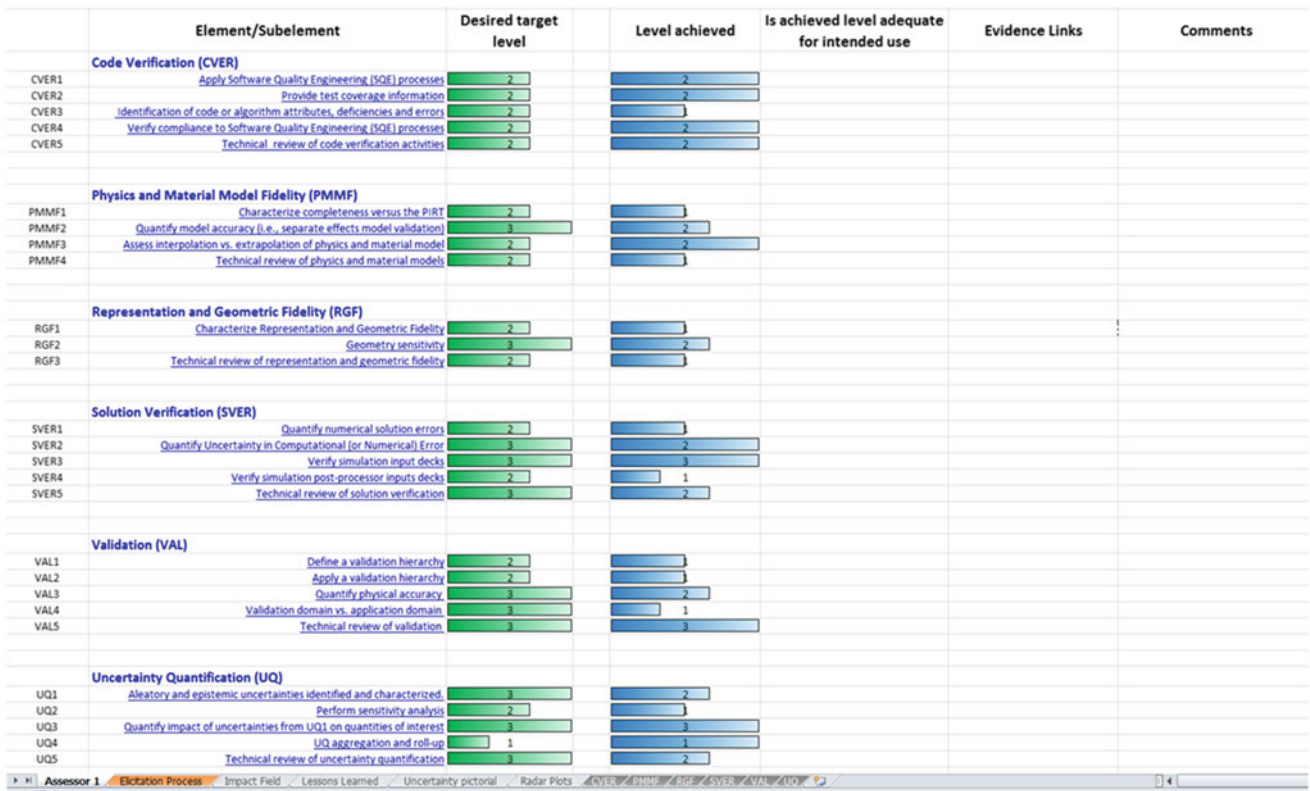 Element/Subelement Desired target level Level achieved Is achieved level adequate for intended use Evidence Links Comments
Code Verification (CVER)
CVER1 Apply Software Quality Engineering (SQE) processes 2 2
CVER2 Provide test coverage information 2 2
CVER3 Identification of code or algorithm attributes, deficiencies and errors 2 1
CVER4 Verify compliance to Software Quality Engineering (SQE) processes 2 2
CVER5 Technical review of code verification activities 2 2
Physics and Material Model Fidelity (PMMF)
PMMF1 Characterize completeness versus the PIRT 2 1
PMMF2 Quantify model accuracy (i.e., separate effects model validation) 3 2
PMMF3 Assess interpolation vs. extrapolation of physics and material model 2 2
PMMF4 Technical review of physics and material models 2 1
Representation and Geometric Fidelity (RGF)
RGF1 Characterize Representation and Geometric Fidelity 2 1
RGF2 Geometry sensitivity 3 2
RGF3 Technical review of representation and geometric fidelity 2 1
Solution Verification (SVER)
SVER1 Quantify numerical solution errors 2 1
SVER2 Quantify Uncertainty in Computational (or Numerical) Error 3 2
SVER3 Verify simulation input decks 3 3
SVER4 Verify simulation post-processor inputs decks 2 1
SVER5 Technical review of solution verification 3 2
Validation (VAL)
VAL1 Define a validation hierarchy 2 1
VAL2 Apply a validation hierarchy 2 1
VAL3 Quantify physical accuracy 3 2
VAL4 Validation domain vs. application domain 3 1
VAL5 Technical review of validation 3 3
Uncertainty Quantification (UQ)
UQ1 Aleatory and epistemic uncertainties identified and characterized. 3 2
UQ2 Perform sensitivity analysis 2 1
UQ3 Quantify impact of uncertainties from UQ1 on quantities of interest 3 3
UQ4 UQ aggregation and roll-up 1 1
UQ5 Technical review of uncertainty quantification 3 2
Assessor 1 Elicitation Process Impact Field Lessons Learned Uncertainty pictorial Radar Plots CVER PMMF RGF SVER VAL UQ